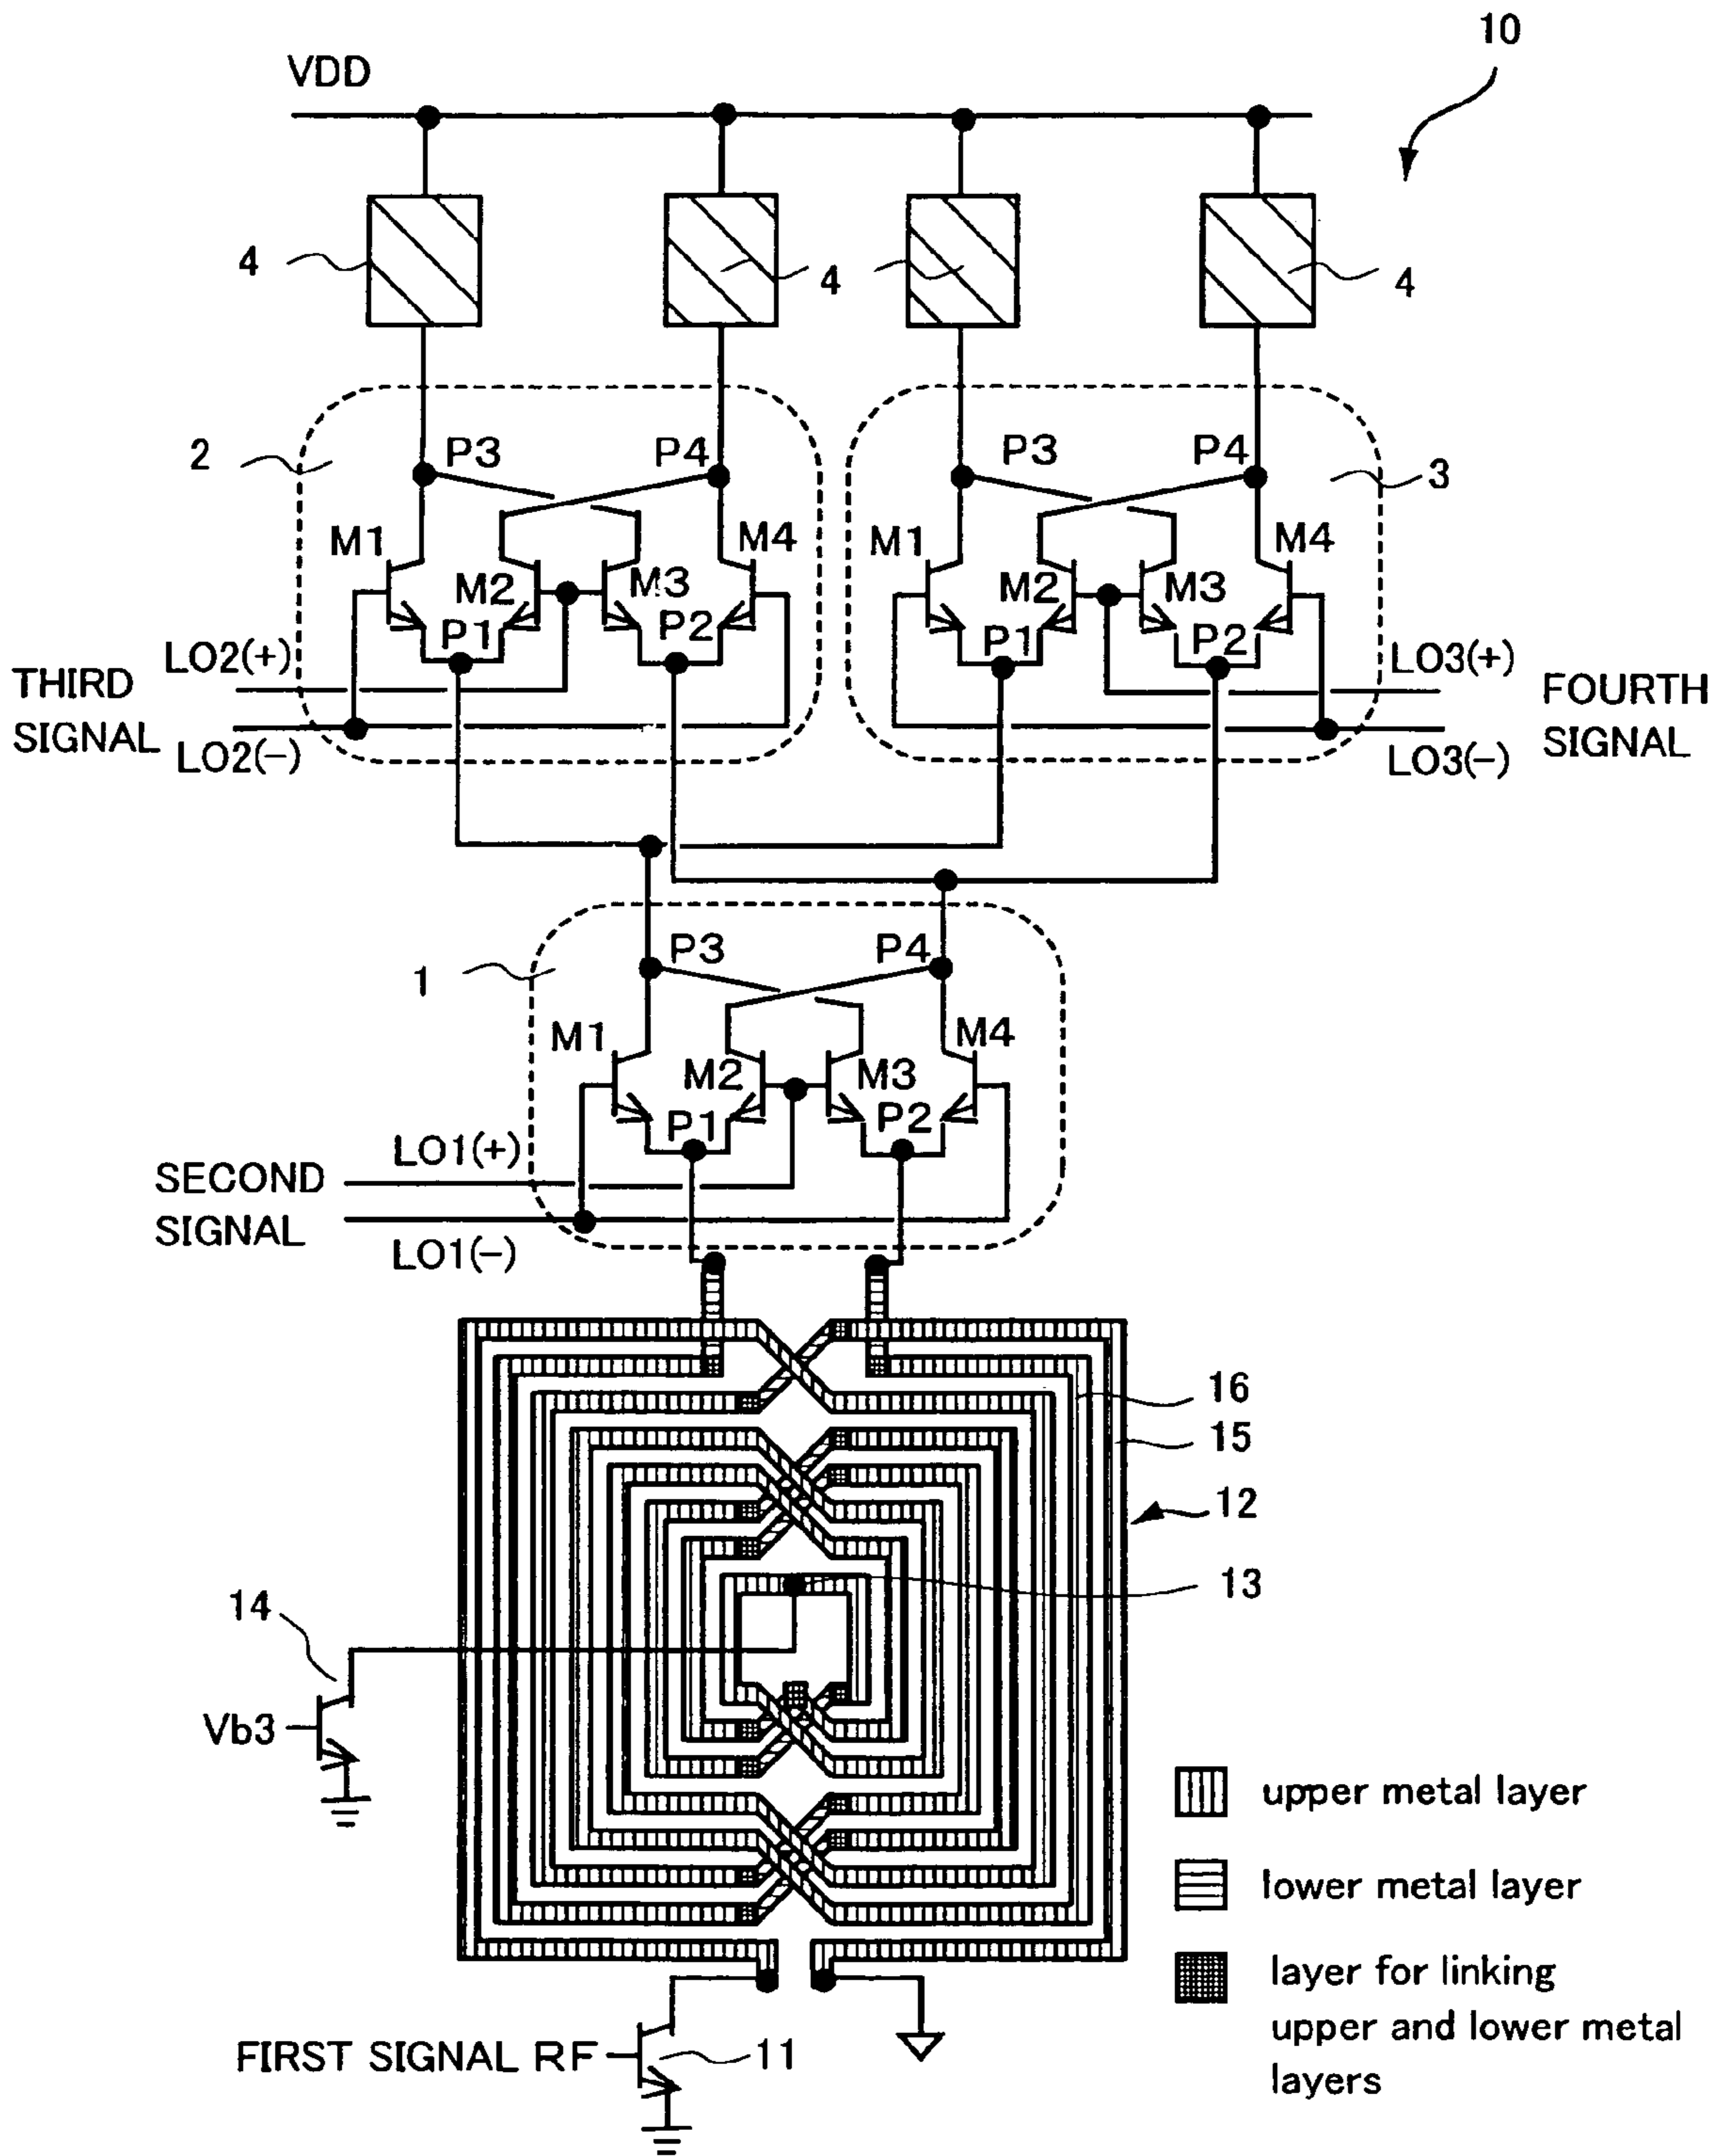 10
VDD
4
4
4
2
P3
P4
P3
P4
3
M1
M4
M1
M4
M2
M3
M2
M3
P1
P2
P1
P2
LO2(+)
LO3(+)
THIRD
SIGNAL
FOURTH
SIGNAL
LO2(-)
LO3(-)
1
P3
P4
M1
M4
M2
M3
P1
P2
LO1(+)
SECOND
SIGNAL
LO1(-)
16
15
12
13
14
Vb3
upper metal layer
lower metal layer
layer for linking
upper and lower metal
layers
FIRST SIGNAL RF
11